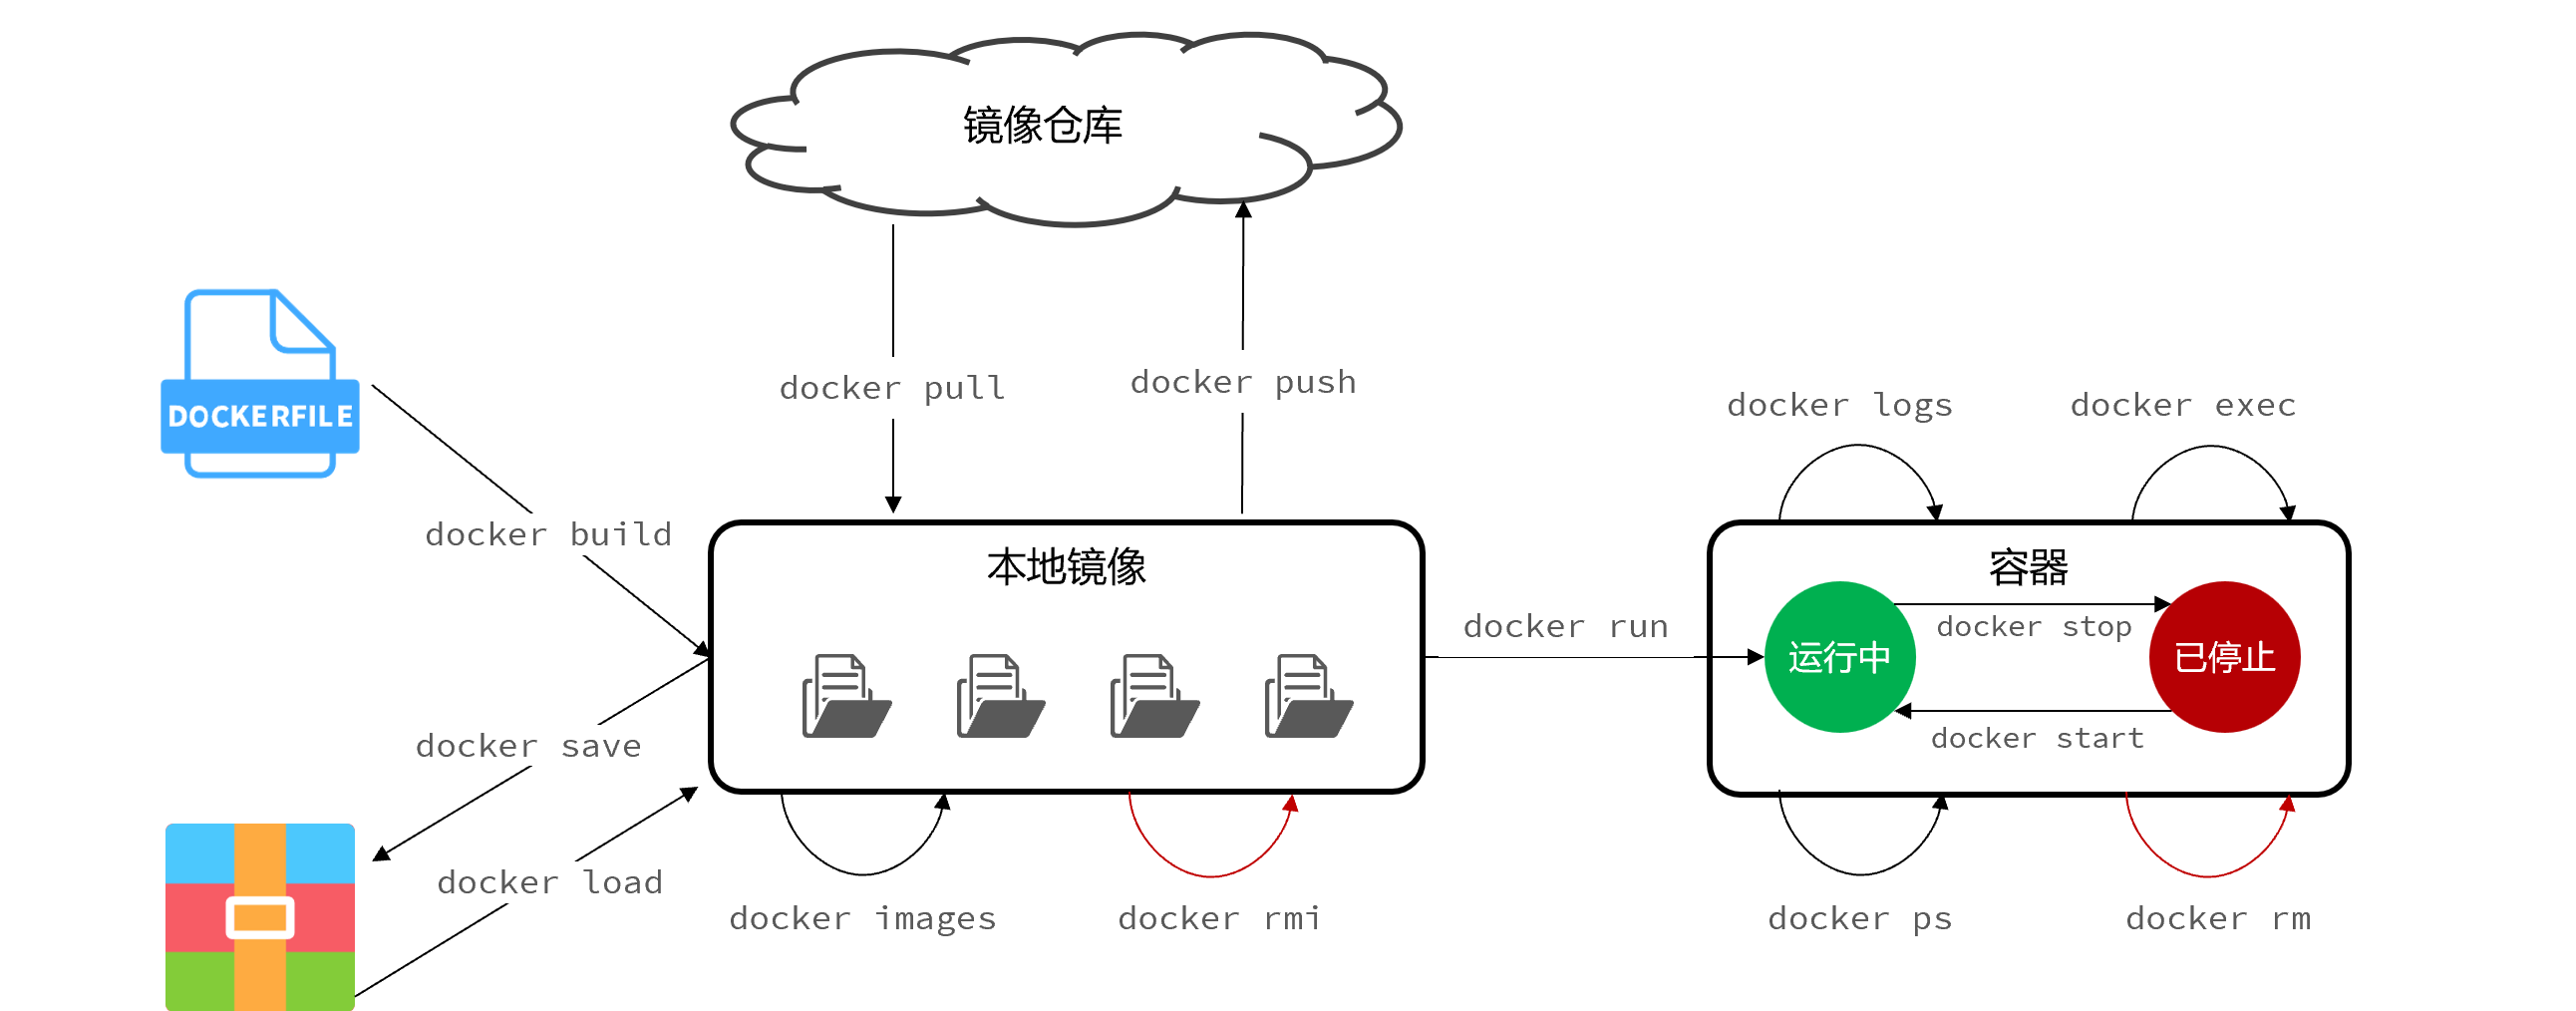 镜像仓库
DOCKERFILE
docker pull
docker push
docker logs
docker exec
docker build
本地镜像
容器
docker run
运行中
docker stop
已停止
docker start
docker save
docker load
docker images
docker rmi
docker ps
docker rm